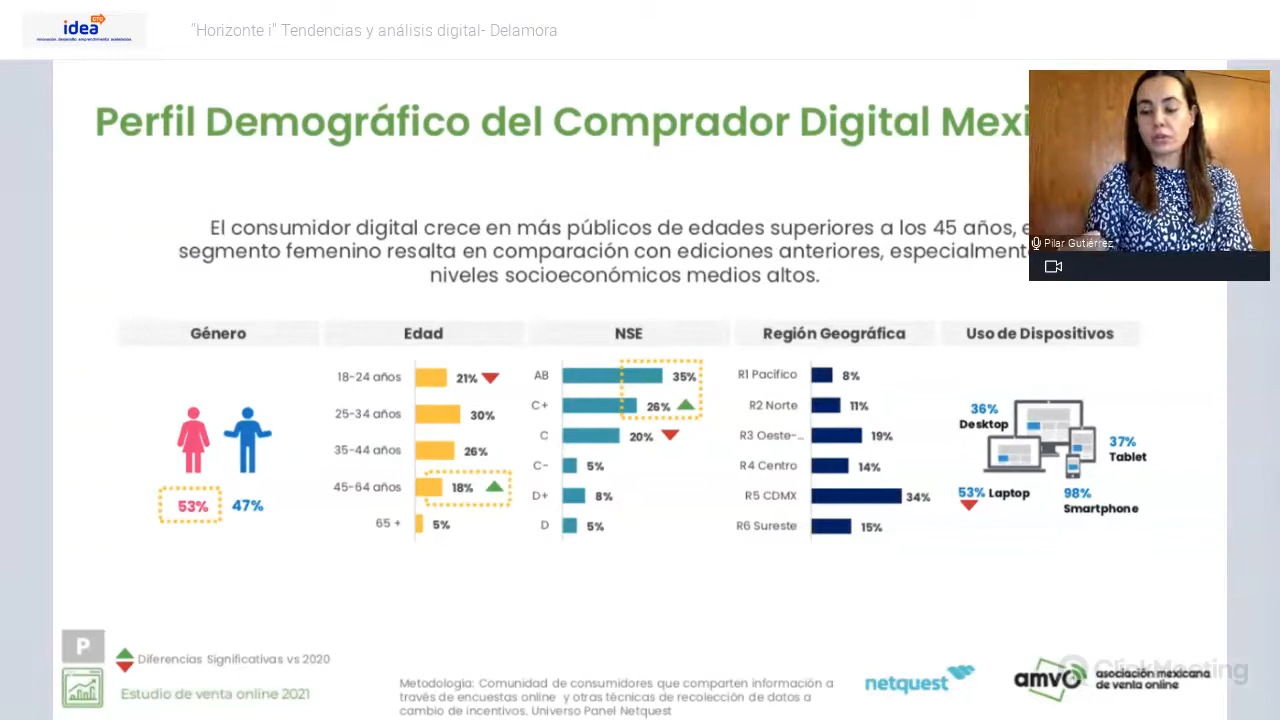 idea
OTD
"Horizonte i" Tendencias y análisis digital- Delamora
Perfil Demográfico del Comprador Digital Mexi
El consumidor digital crece en más públicos de edades superiores a los 45 años, e
segmento femenino resalta en comparación con ediciones anteriores, especialment
niveles socioeconómicos medios altos.
Pilar Gutiérrez
Género
53% 47%
Edad
18-24 años 21%
25-34 años 30%
35-44 años 26%
45-64 años 18%
65 + 5%
NSE
AB 35%
C+ 26%
C 20%
C- 5%
D+ 8%
D 5%
Región Geográfica
R1 Pacífico 8%
R2 Norte 11%
R3 Oeste-... 19%
R4 Centro 14%
R5 CDMX 34%
R6 Sureste 15%
Uso de Dispositivos
36%
Desktop
37%
Tablet
53% Laptop
98%
Smartphone
P
Diferencias Significativas vs 2020
Estudio de venta online 2021
Metodología: Comunidad de consumidores que comparten información a
través de encuestas online y otras técnicas de recolección de datos a
cambio de incentivos, Universo Panel Netquest
netquest
amvo
asociación mexicana
de venta online
ClickMeeting